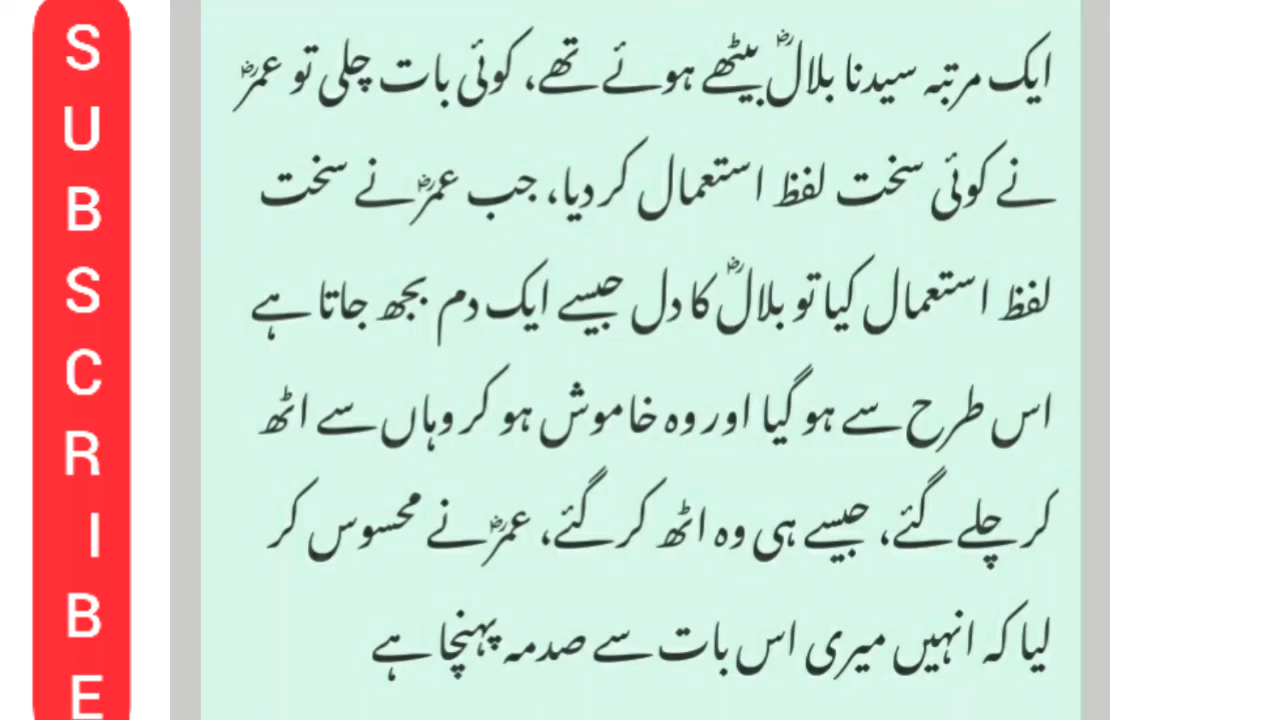 ایک مرتبہ سیدنا بلالؓ بیٹھے ہوئے تھے، کوئی بات چلی تو عمرؓ
نے کوئی سخت لفظ استعمال کر دیا، جب عمرؓ نے سخت
لفظ استعمال کیا تو بلالؓ کا دل جیسے ایک دم بجھ جاتا ہے
اس طرح سے ہو گیا اور وہ خاموش ہو کر وہاں سے اٹھ
کر چلے گئے، جیسے ہی وہ اٹھ کر گئے، عمرؓ نے محسوس کر
لیا کہ انہیں میری اس بات سے صدمہ پہنچا ہے
SUBSCRIBE